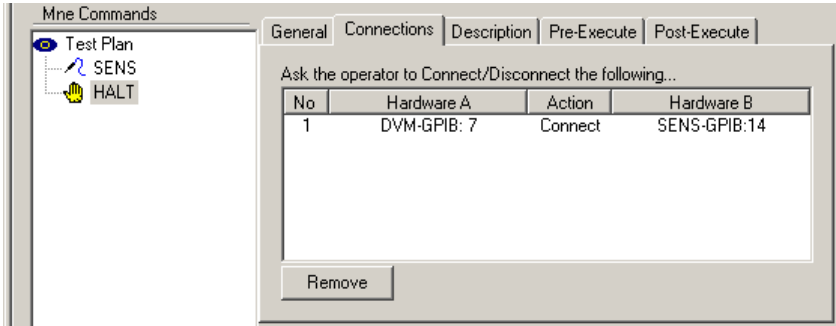 Mne Commands
Test Plan
SENS
HALT
General Connections Description Pre-Execute Post-Execute
Ask the operator to Connect/Disconnect the following...
No Hardware A Action Hardware B
1 DVM-GPIB: 7 Connect SENS-GPIB:14
Remove